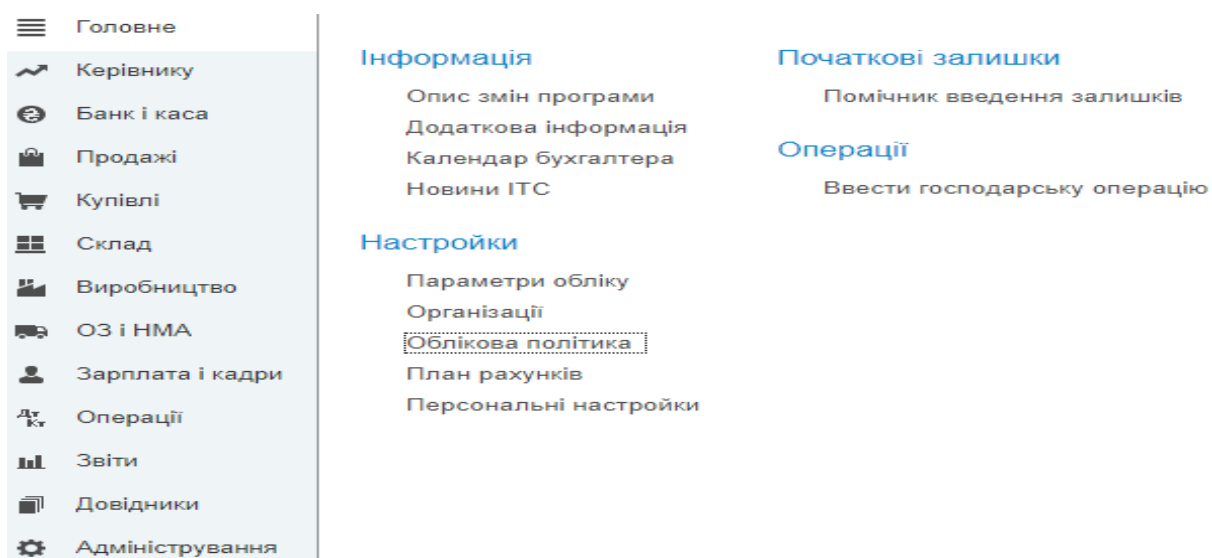 Головне
Керівнику
Банк і каса
Продажі
Купівлі
Склад
Виробництво
ОЗ і НМА
Зарплата і кадри
Дт Кт Операції
Звіти
Довідники
Адміністрування
Інформація
Опис змін програми
Додаткова інформація
Календар бухгалтера
Новини ІТС
Настройки
Параметри обліку
Організації
Облікова політика
План рахунків
Персональні настройки
Початкові залишки
Помічник введення залишків
Операції
Ввести господарську операцію